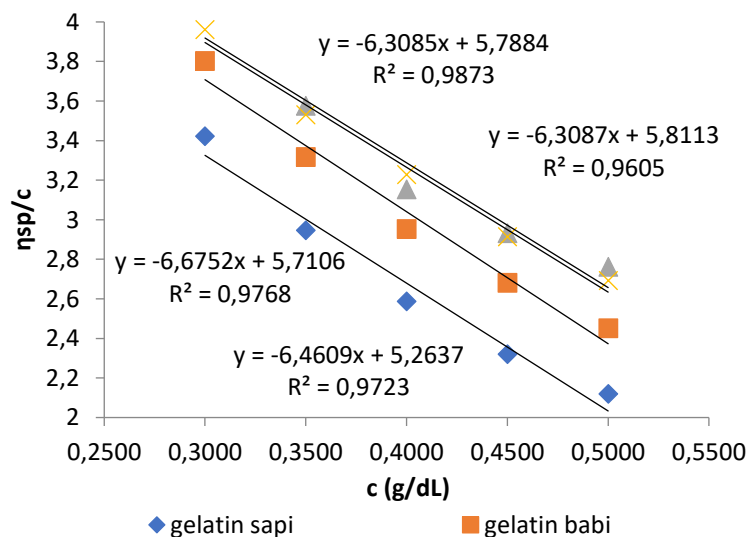 4
3,8
3,6
3,4
3,2
3
2,8
2,6
2,4
2,2
2
ηsp/c
y = -6,3085x + 5,7884
R² = 0,9873
y = -6,3087x + 5,8113
R² = 0,9605
y = -6,6752x + 5,7106
R² = 0,9768
y = -6,4609x + 5,2637
R² = 0,9723
0,2500 0,3000 0,3500 0,4000 0,4500 0,5000 0,5500
c (g/dL)
gelatin sapi gelatin babi